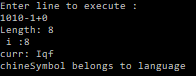 Enter line to execute :
1010-1+0
Length: 8
i :8
curr: Iqf
chineSymbol belongs to language